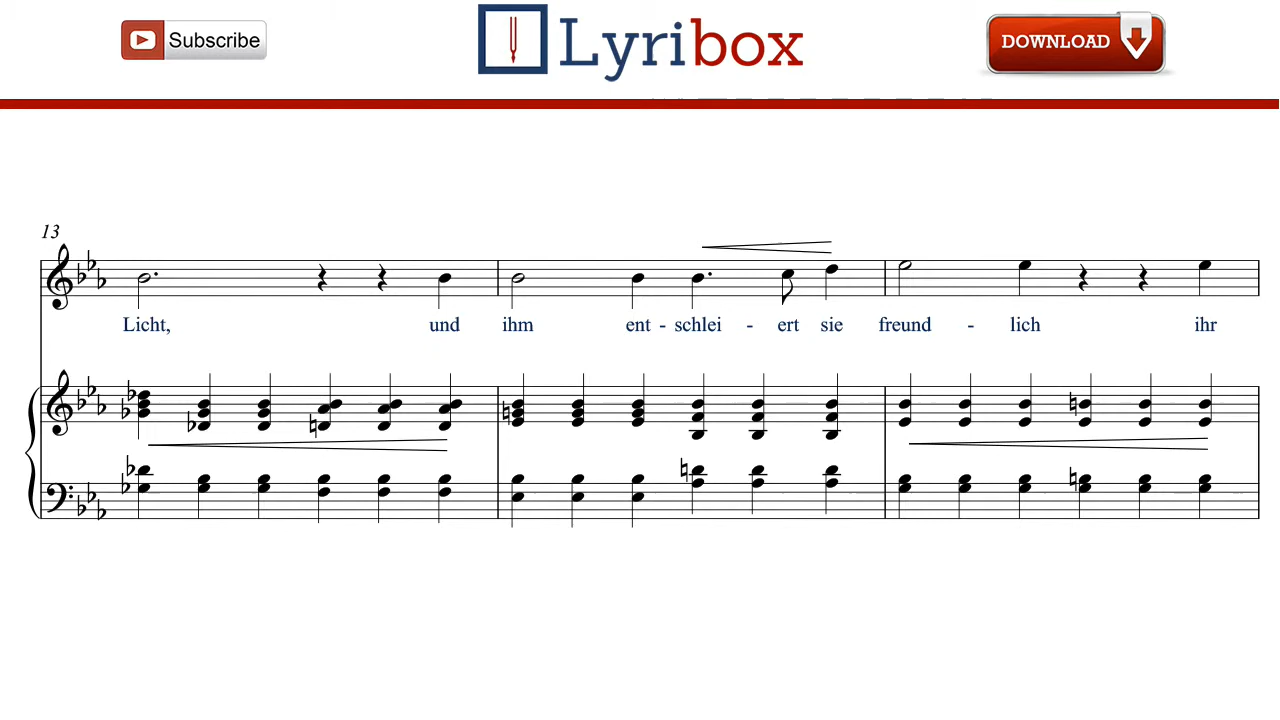 Subscribe
Lyribox
DOWNLOAD
13
Licht, und ihm ent - schlei - ert sie freund - lich ihr